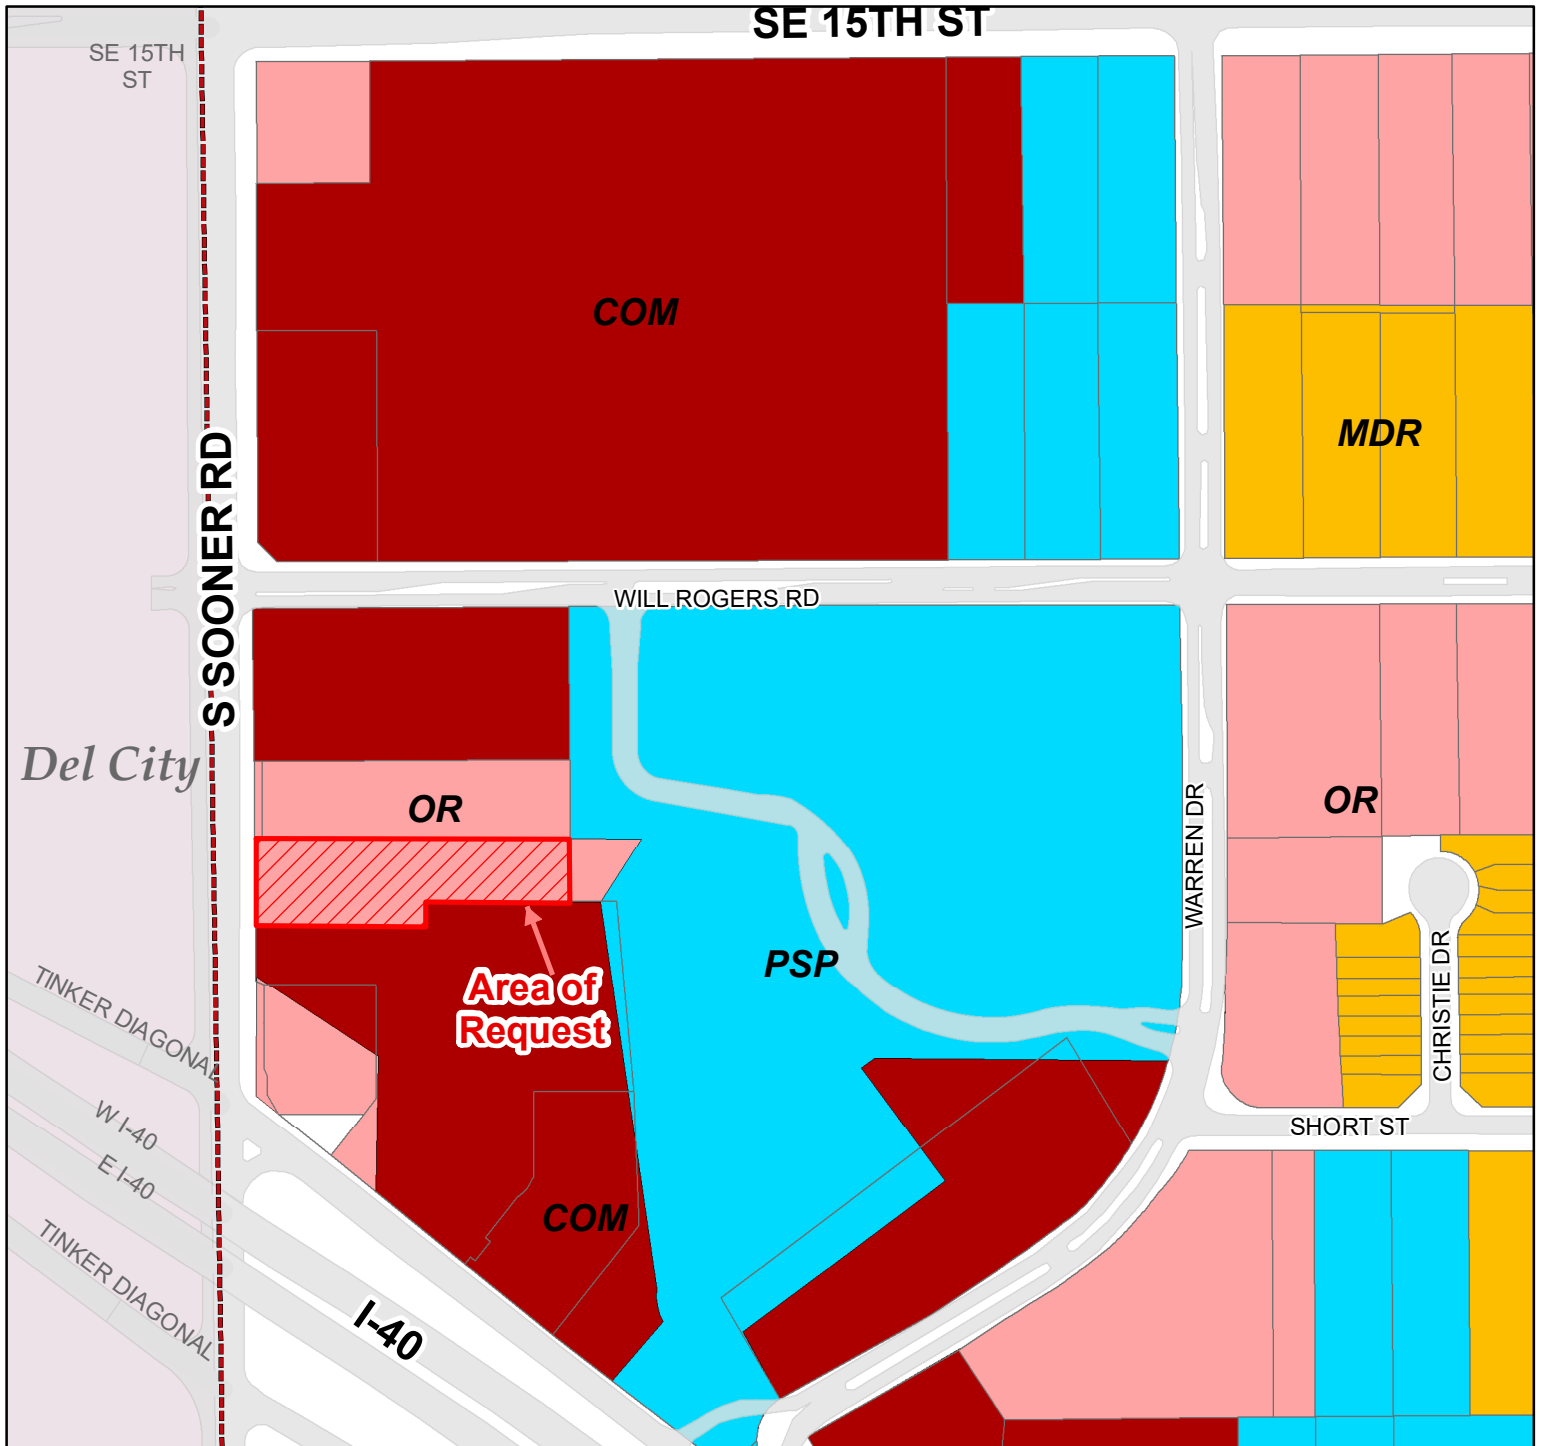 SE 15TH ST
SE 15TH
ST
COM
MDR
S SOONER RD
WILL ROGERS RD
Del City
OR
OR
WARREN DR
PSP
Area of
Request
CHRISTIE DR
TINKER DIAGONAL
W I-40
E I-40
SHORT ST
COM
TINKER DIAGONAL
I-40